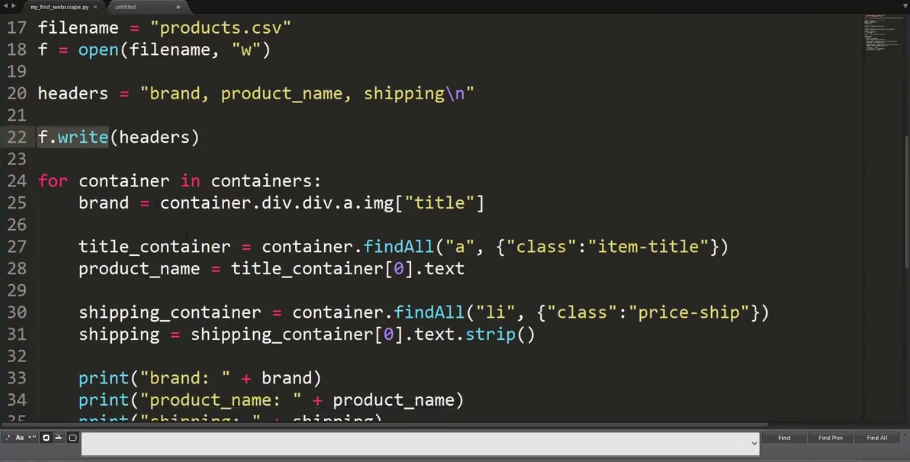 my_first_webscrape.py × untitled
17 filename = "products.csv"
18 f = open(filename, "w")
19
20 headers = "brand, product_name, shipping\n"
21
22 f.write(headers)
23
24 for container in containers:
25 brand = container.div.div.a.img["title"]
26
27 title_container = container.findAll("a", {"class":"item-title"})
28 product_name = title_container[0].text
29
30 shipping_container = container.findAll("li", {"class":"price-ship"})
31 shipping = shipping_container[0].text.strip()
32
33 print("brand: " + brand)
34 print("product_name: " + product_name)
35 print("shipping: " + shipping)
Aa Find Find Prev Find All